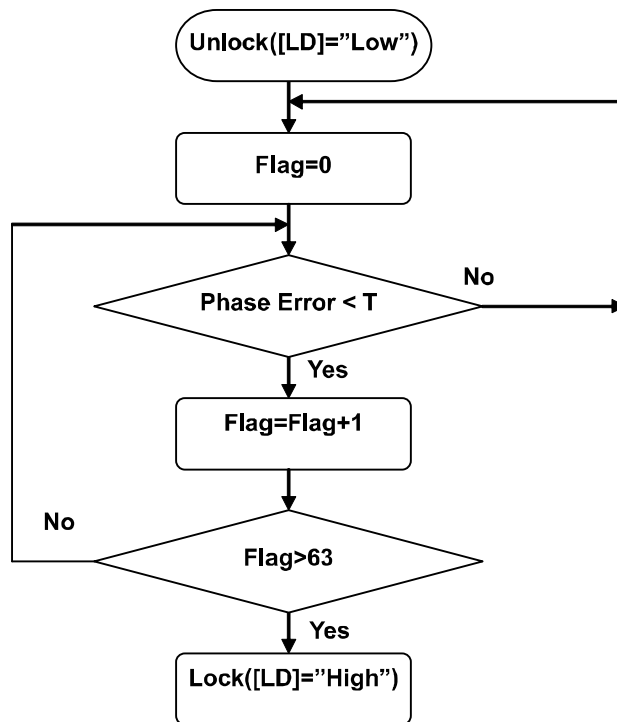 Unlock([LD]=”Low”)
Flag=0
No
Phase Error < T
Yes
Flag=Flag+1
No
Flag>63
Yes
Lock([LD]=”High”)